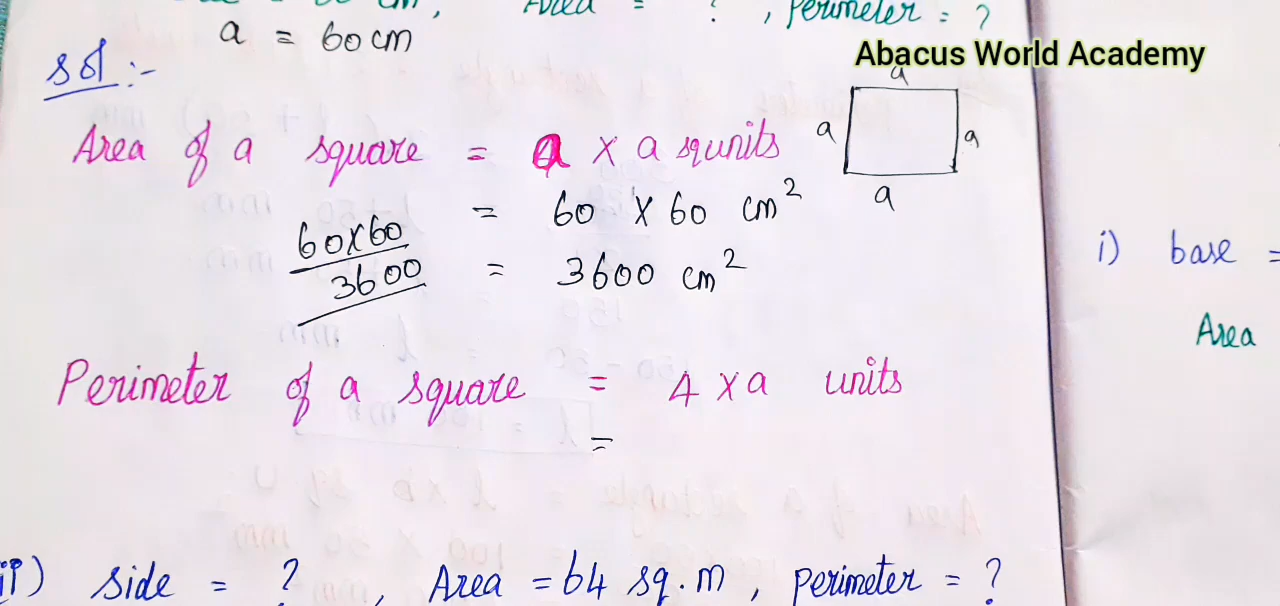 Area = ? , perimeter = ?
a = 60 cm
Abacus World Academy
sol :-
a
Area of a square = a x a squnits
a
a
a
= 60 x 60 cm²
60x60
3600
= 3600 cm²
i) base =
Area
Perimeter of a square = 4 x a units
=
ii) side = ? , Area = 64 sq.m , perimeter = ?